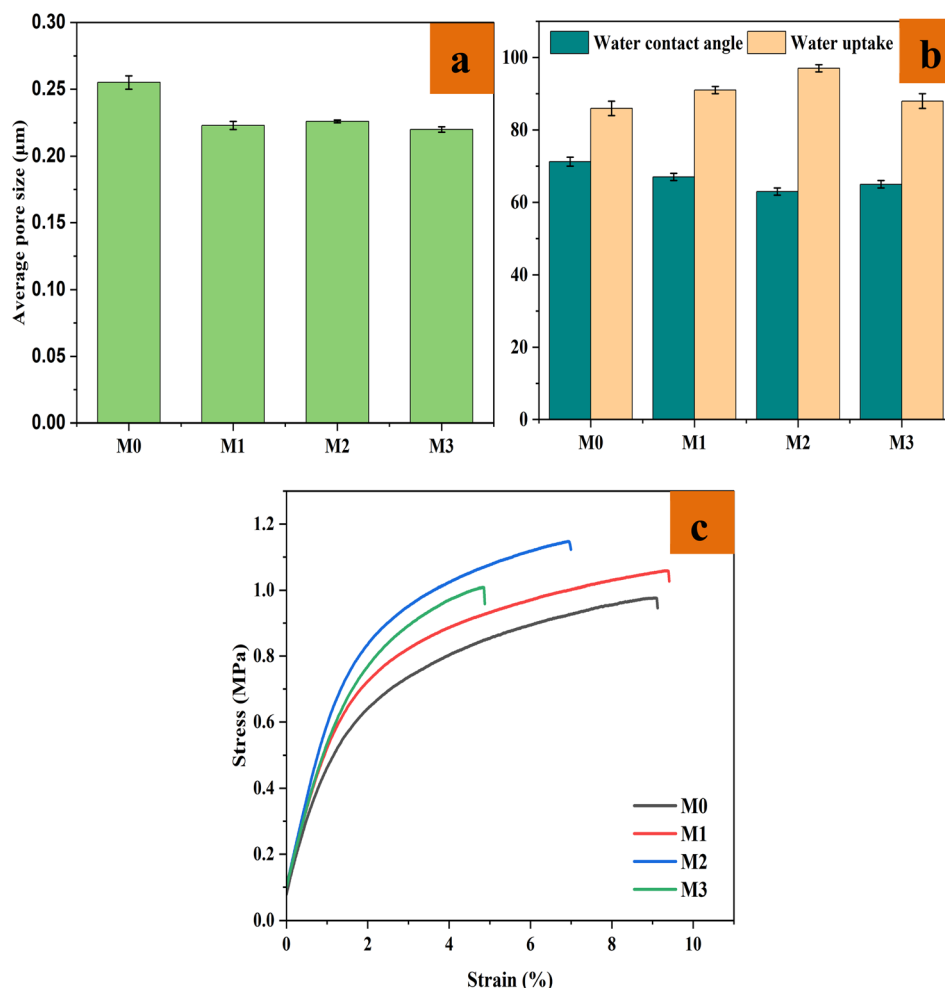 a
0.30
0.25
0.20
0.15
0.10
0.05
0.00
Average pore size (µm)
M0 M1 M2 M3
b
Water contact angle Water uptake
100
80
60
40
20
0
M0 M1 M2 M3
c
1.2
1.0
0.8
0.6
0.4
0.2
0.0
Stress (MPa)
M0
M1
M2
M3
0 2 4 6 8 10
Strain (%)